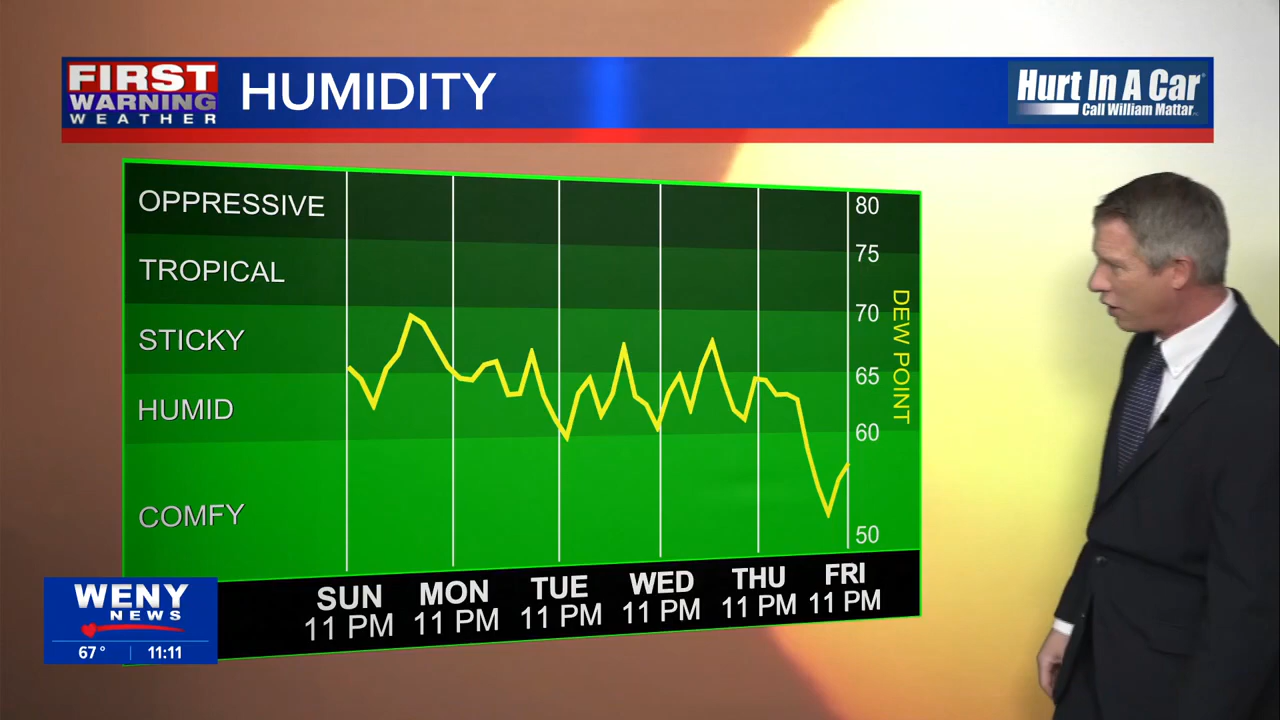 FIRST
WARNING
WEATHER
HUMIDITY
Hurt In A Car
Call William Mattar
OPPRESSIVE
TROPICAL
STICKY
HUMID
COMFY
80
75
70
65
60
50
DEW POINT
SUN
11 PM
MON
11 PM
TUE
11 PM
WED
11 PM
THU
11 PM
FRI
11 PM
WENY
NEWS
67° | 11:11